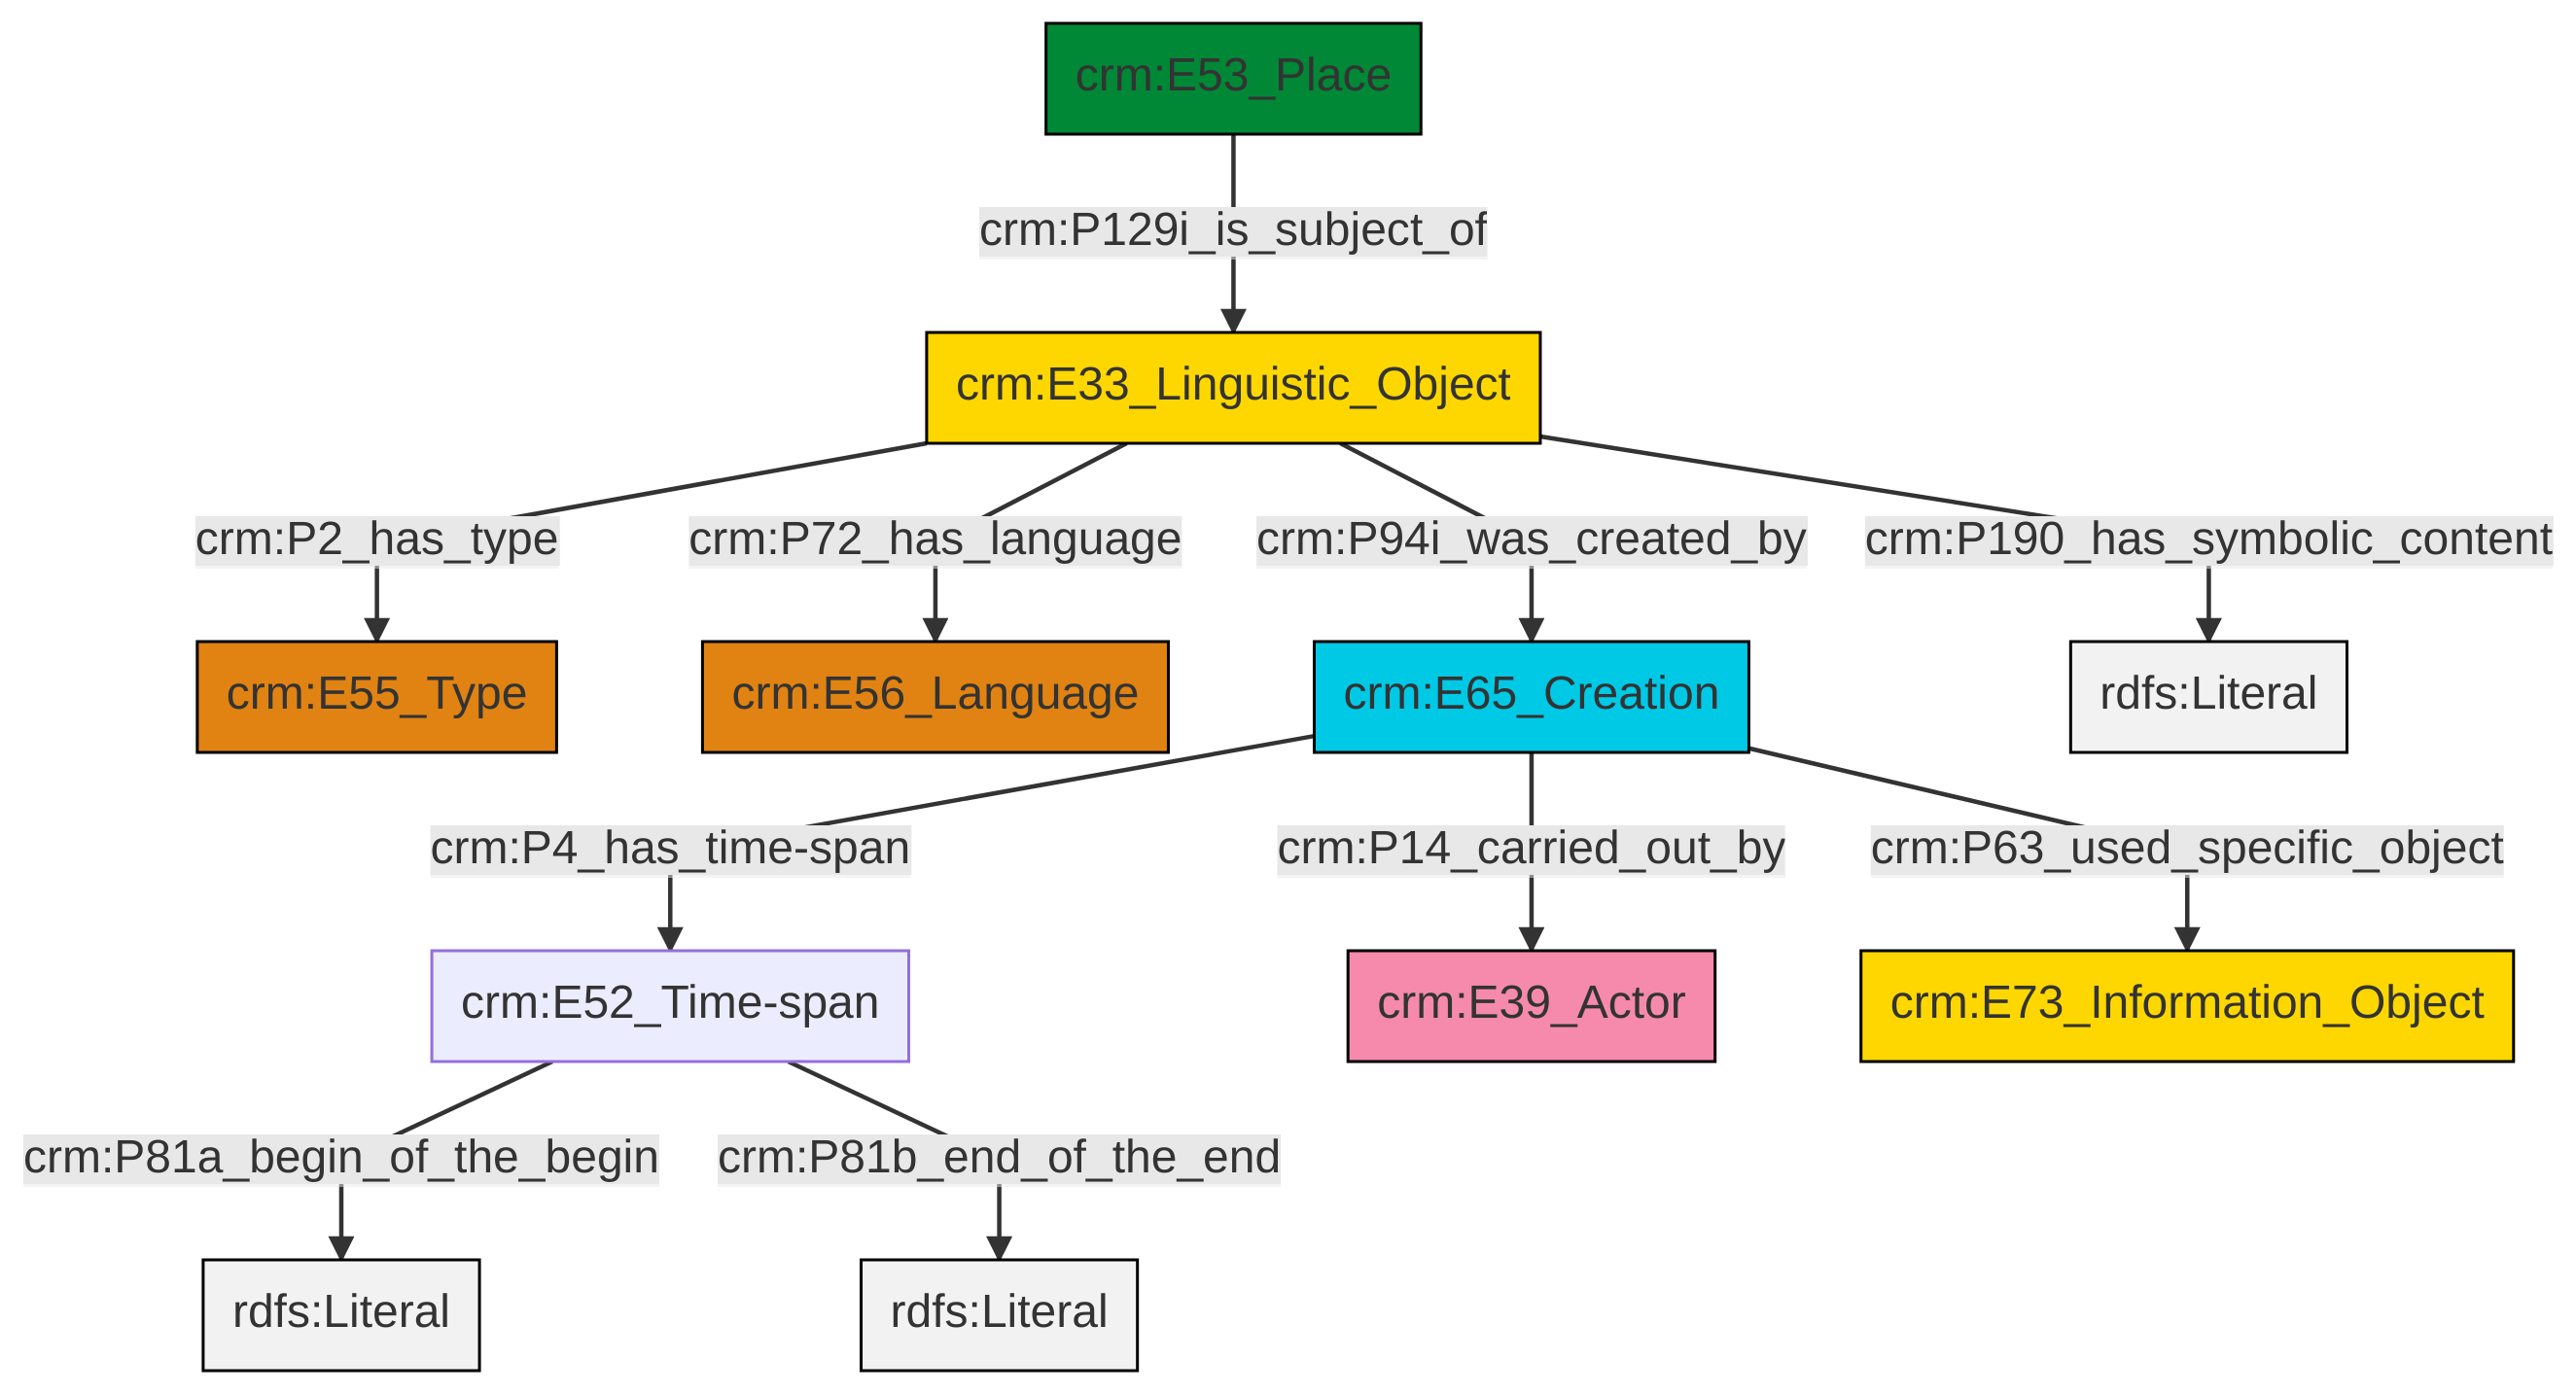 crm:E53_Place
crm:P129i_is_subject_of
crm:E33_Linguistic_Object
crm:P2_has_type
crm:P72_has_language
crm:P94i_was_created_by
crm:P190_has_symbolic_content
crm:E55_Type
crm:E56_Language
crm:E65_Creation
rdfs:Literal
crm:P4_has_time-span
crm:P14_carried_out_by
crm:P63_used_specific_object
crm:E52_Time-span
crm:E39_Actor
crm:E73_Information_Object
crm:P81a_begin_of_the_begin
crm:P81b_end_of_the_end
rdfs:Literal
rdfs:Literal